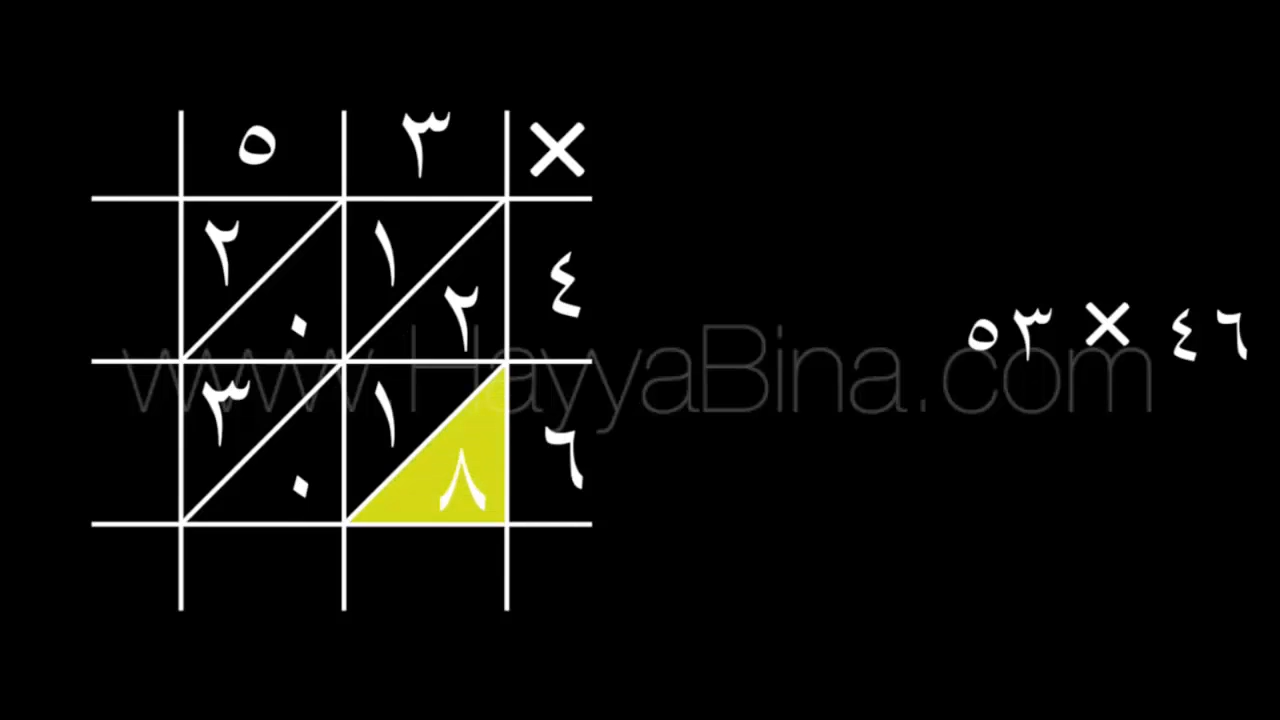 ٥ ٣ ×
٢ ٠ ١ ٢ ٤
٣ ٠ ١ ٨ ٦
٥٣ × ٤٦
www.HayyaBina.com